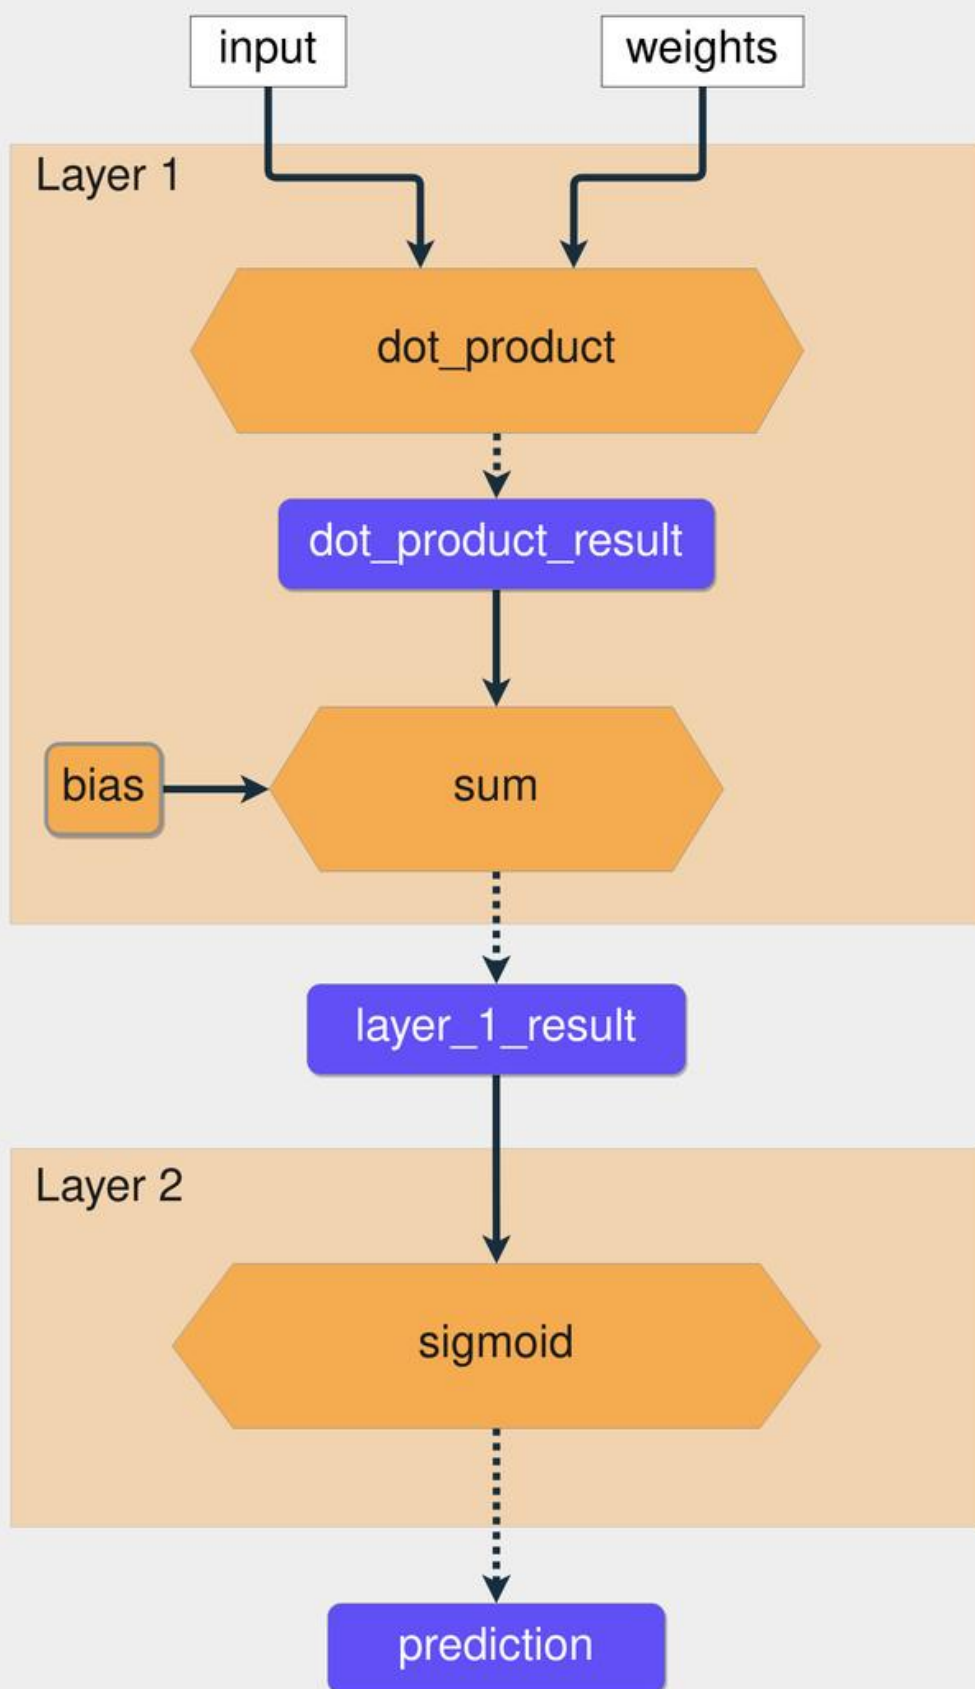 input
weights
Layer 1
dot_product
dot_product_result
bias
sum
layer_1_result
Layer 2
sigmoid
prediction